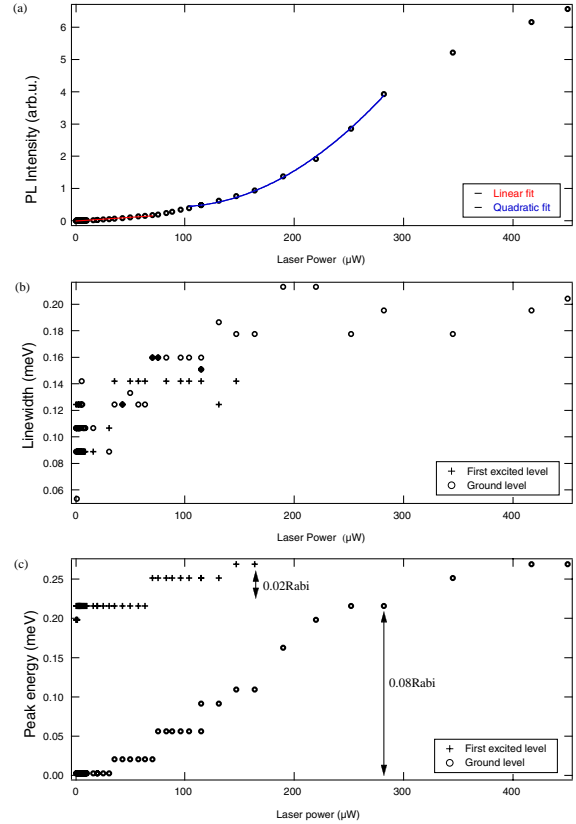 (a)
6
5
4
3
2
1
0
PL Intensity (arb.u.)
Linear fit
Quadratic fit
0
100
200
300
400
Laser Power (µW)
(b)
0.20
0.18
0.16
0.14
0.12
0.10
0.08
0.06
Linewidth (meV)
+ First excited level
o Ground level
0
100
200
300
400
Laser Power (µW)
(c)
0.25
0.20
0.15
0.10
0.05
0.00
Peak energy (meV)
0.02Rabi
0.08Rabi
+ First excited level
o Ground level
0
100
200
300
400
Laser power (µW)